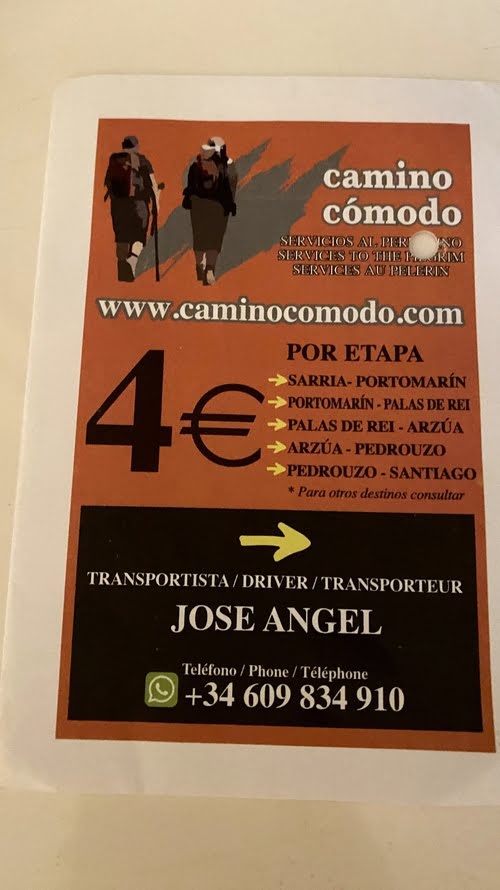 camino
cómodo
SERVICIOS AL
SERVICES TO THE PILGRIM
SERVICES AU PELERIN
www.caminocomodo.com
4€
POR ETAPA
SARRIA- PORTOMARÍN
PORTOMARÍN - PALAS DE REI
PALAS DE REI - ARZÚA
ARZÚA - PEDROUZO
PEDROUZO - SANTIAGO
* Para otros destinos consultar
TRANSPORTISTA / DRIVER / TRANSPORTEUR
JOSE ANGEL
Teléfono / Phone / Téléphone
+34 609 834 910